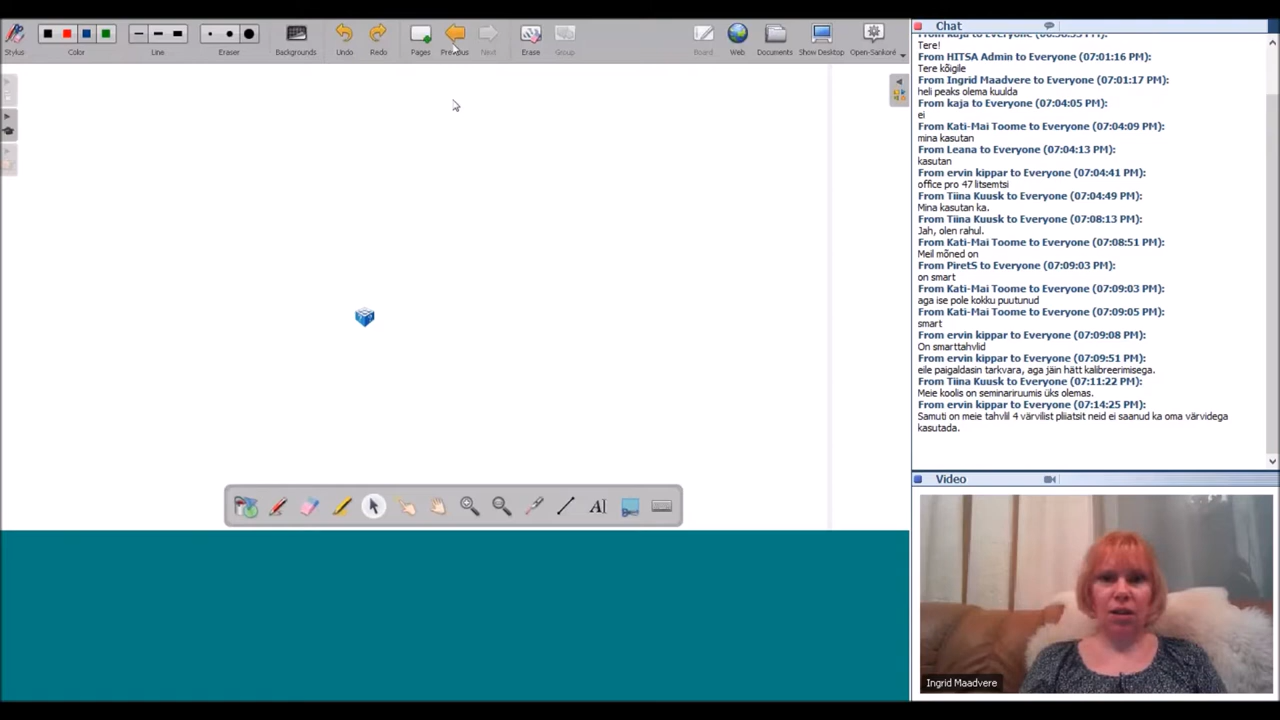 Stylus
Color
Line
Eraser
Backgrounds
Undo
Redo
Pages
Previous
Next
Erase
Group
Board
Web
Documents
Show Desktop
Open-Sankoré
Chat
Tere!
From HITSA Admin to Everyone (07:01:16 PM):
Tere kõigile
From Ingrid Maadvere to Everyone (07:01:17 PM):
heli peaks olema kuulda
From kaja to Everyone (07:04:05 PM):
ei
From Kati-Mai Toome to Everyone (07:04:09 PM):
mina kasutan
From Leana to Everyone (07:04:13 PM):
kasutan
From ervin kippar to Everyone (07:04:41 PM):
office pro 47 litsemtsi
From Tiina Kuusk to Everyone (07:04:49 PM):
Mina kasutan ka.
From Tiina Kuusk to Everyone (07:08:13 PM):
Jah, olen rahul.
From Kati-Mai Toome to Everyone (07:08:51 PM):
Meil mõned on
From PiretS to Everyone (07:09:03 PM):
on smart
From Kati-Mai Toome to Everyone (07:09:03 PM):
aga ise pole kokku puutunud
From Kati-Mai Toome to Everyone (07:09:05 PM):
smart
From ervin kippar to Everyone (07:09:08 PM):
On smarttahvlid
From ervin kippar to Everyone (07:09:51 PM):
eile paigaldasin tarkvara, aga jäin hätt kalibreerimisega.
From Tiina Kuusk to Everyone (07:11:22 PM):
Meie koolis on seminariruumis üks olemas.
From ervin kippar to Everyone (07:14:25 PM):
Samuti on meie tahvlil 4 värvilist pliiatsit neid ei saanud ka oma värvidega
kasutada.
Video
AI
Ingrid Maadvere